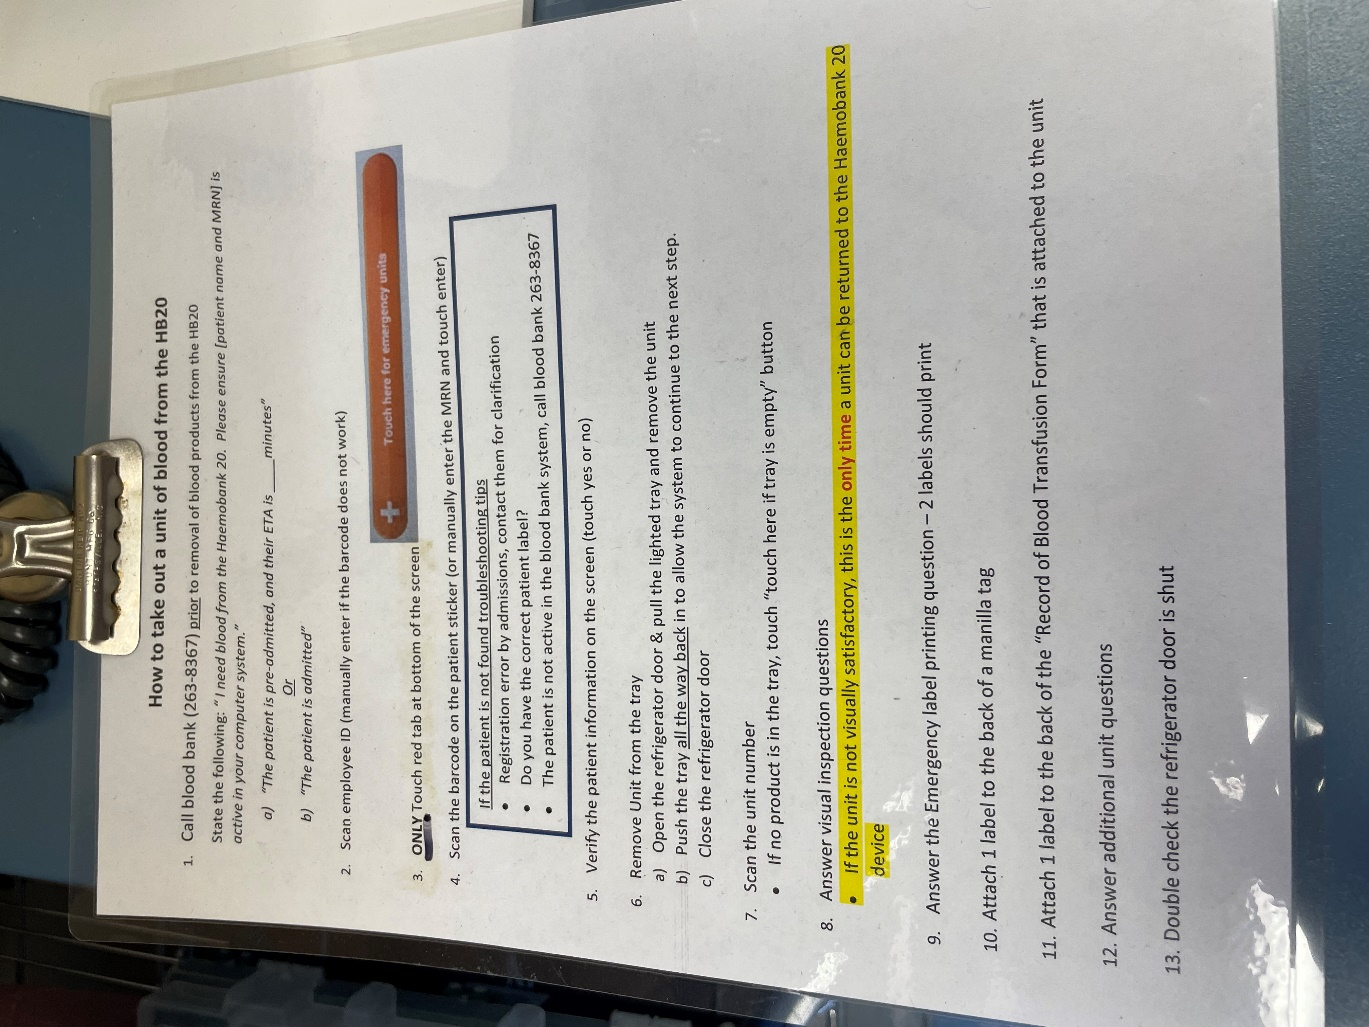 How to take out a unit of blood from the HB20
1. Call blood bank (263-8367) prior to removal of blood products from the HB20
State the following: "I need blood from the Haemobank 20. Please ensure [patient name and MRN] is
active in your computer system."
a) "The patient is pre-admitted, and their ETA is ____minutes"
Or
b) "The patient is admitted"
2. Scan employee ID (manually enter if the barcode does not work)
3. ONLY Touch red tab at bottom of the screen
Touch here for emergency units
4. Scan the barcode on the patient sticker (or manually enter the MRN and touch enter)
If the patient is not found troubleshooting tips
• Registration error by admissions, contact them for clarification
• Do you have the correct patient label?
• The patient is not active in the blood bank system, call blood bank 263-8367
5. Verify the patient information on the screen (touch yes or no)
6. Remove Unit from the tray
a) Open the refrigerator door & pull the lighted tray and remove the unit
b) Push the tray all the way back in to allow the system to continue to the next step.
c) Close the refrigerator door
7. Scan the unit number
• If no product is in the tray, touch "touch here if tray is empty" button
8. Answer visual inspection questions
• If the unit is not visually satisfactory, this is the only time a unit can be returned to the Haemobank 20
device
9. Answer the Emergency label printing question – 2 labels should print
10. Attach 1 label to the back of a manilla tag
11. Attach 1 label to the back of the "Record of Blood Transfusion Form" that is attached to the unit
12. Answer additional unit questions
13. Double check the refrigerator door is shut